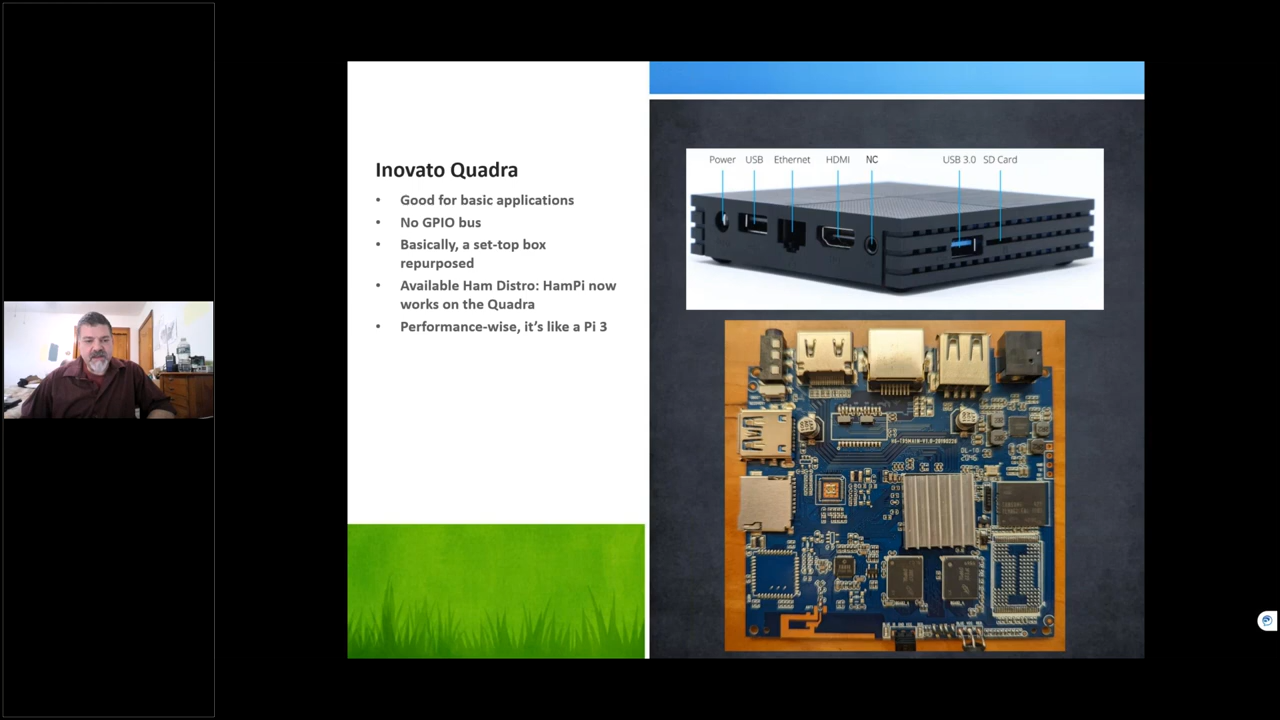 Inovato Quadra
• Good for basic applications
• No GPIO bus
• Basically, a set-top box
repurposed
• Available Ham Distro: HamPi now
works on the Quadra
• Performance-wise, it's like a Pi 3
Power USB Ethernet HDMI NC USB 3.0 SD Card